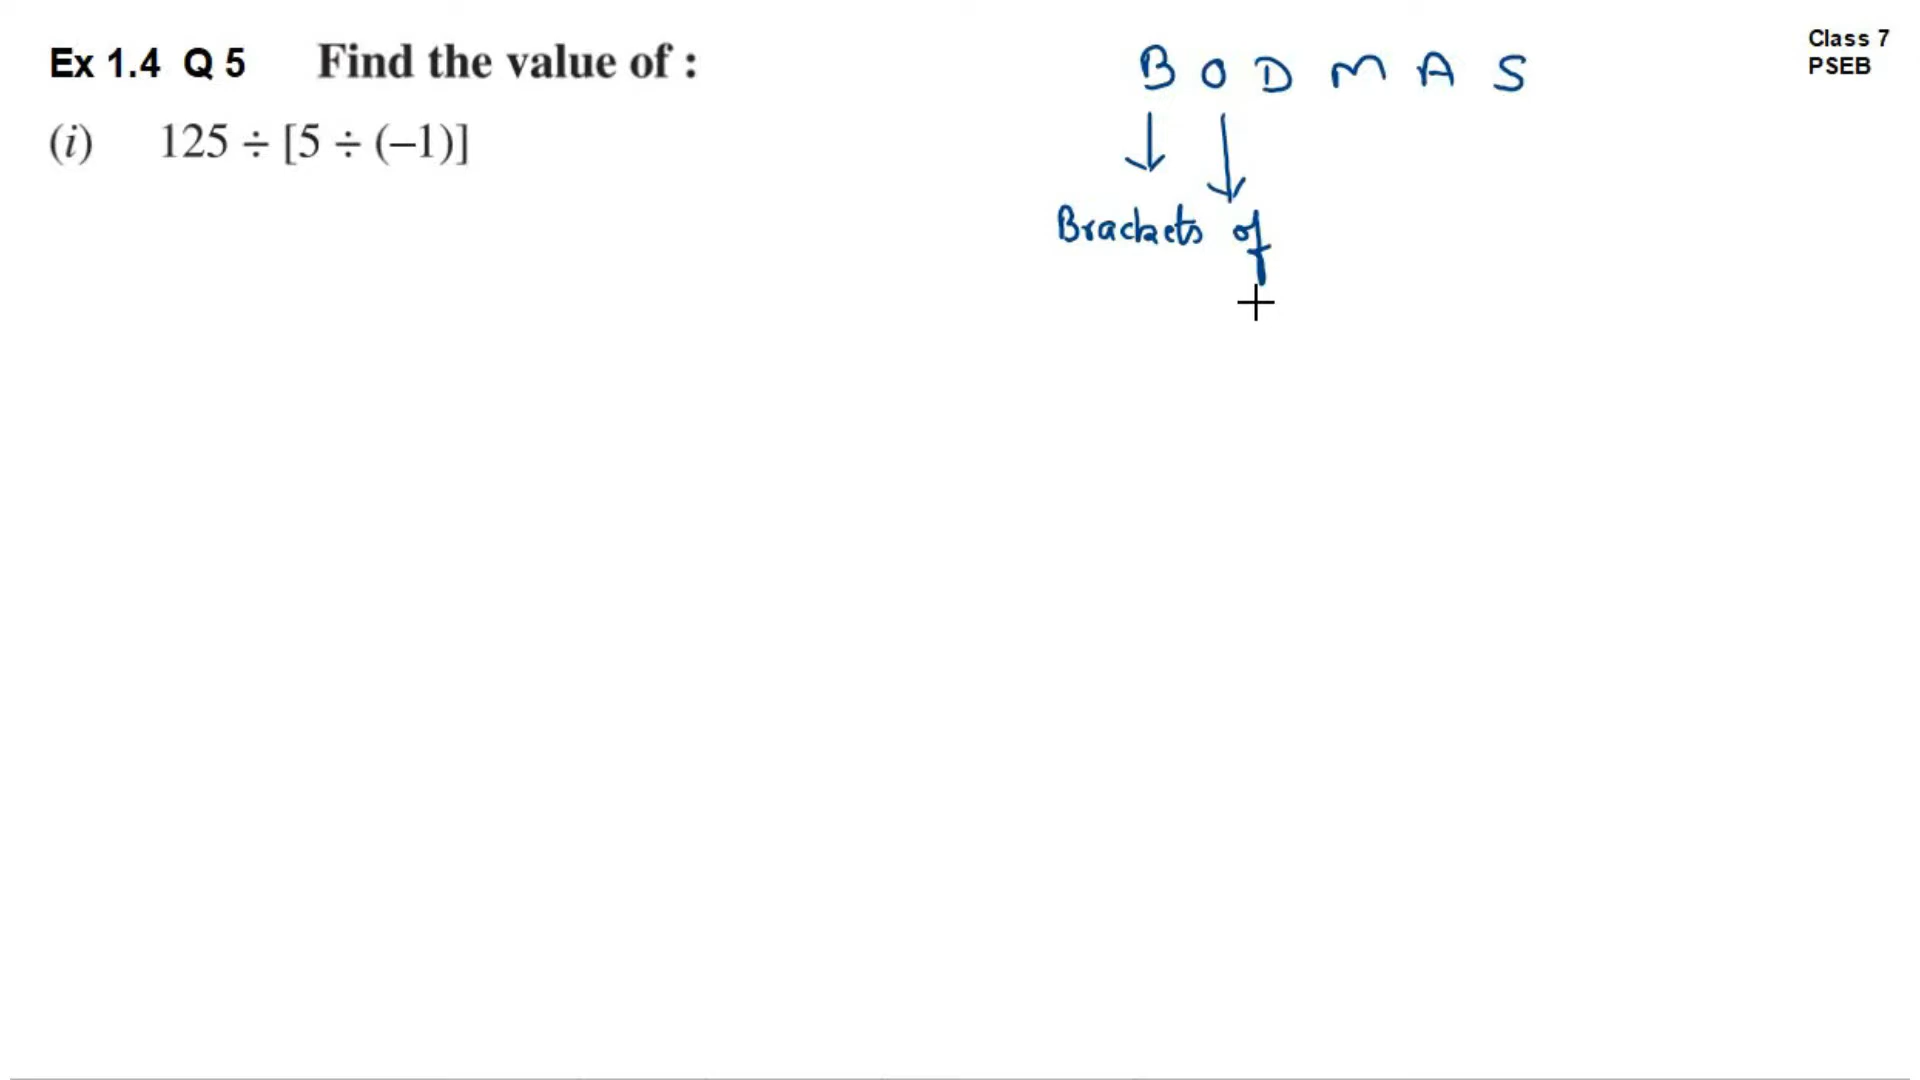 Ex 1.4 Q 5 Find the value of :
(i) 125 ÷ [5 ÷ (–1)]
B O D M A S
Brackets of
Class 7
PSEB